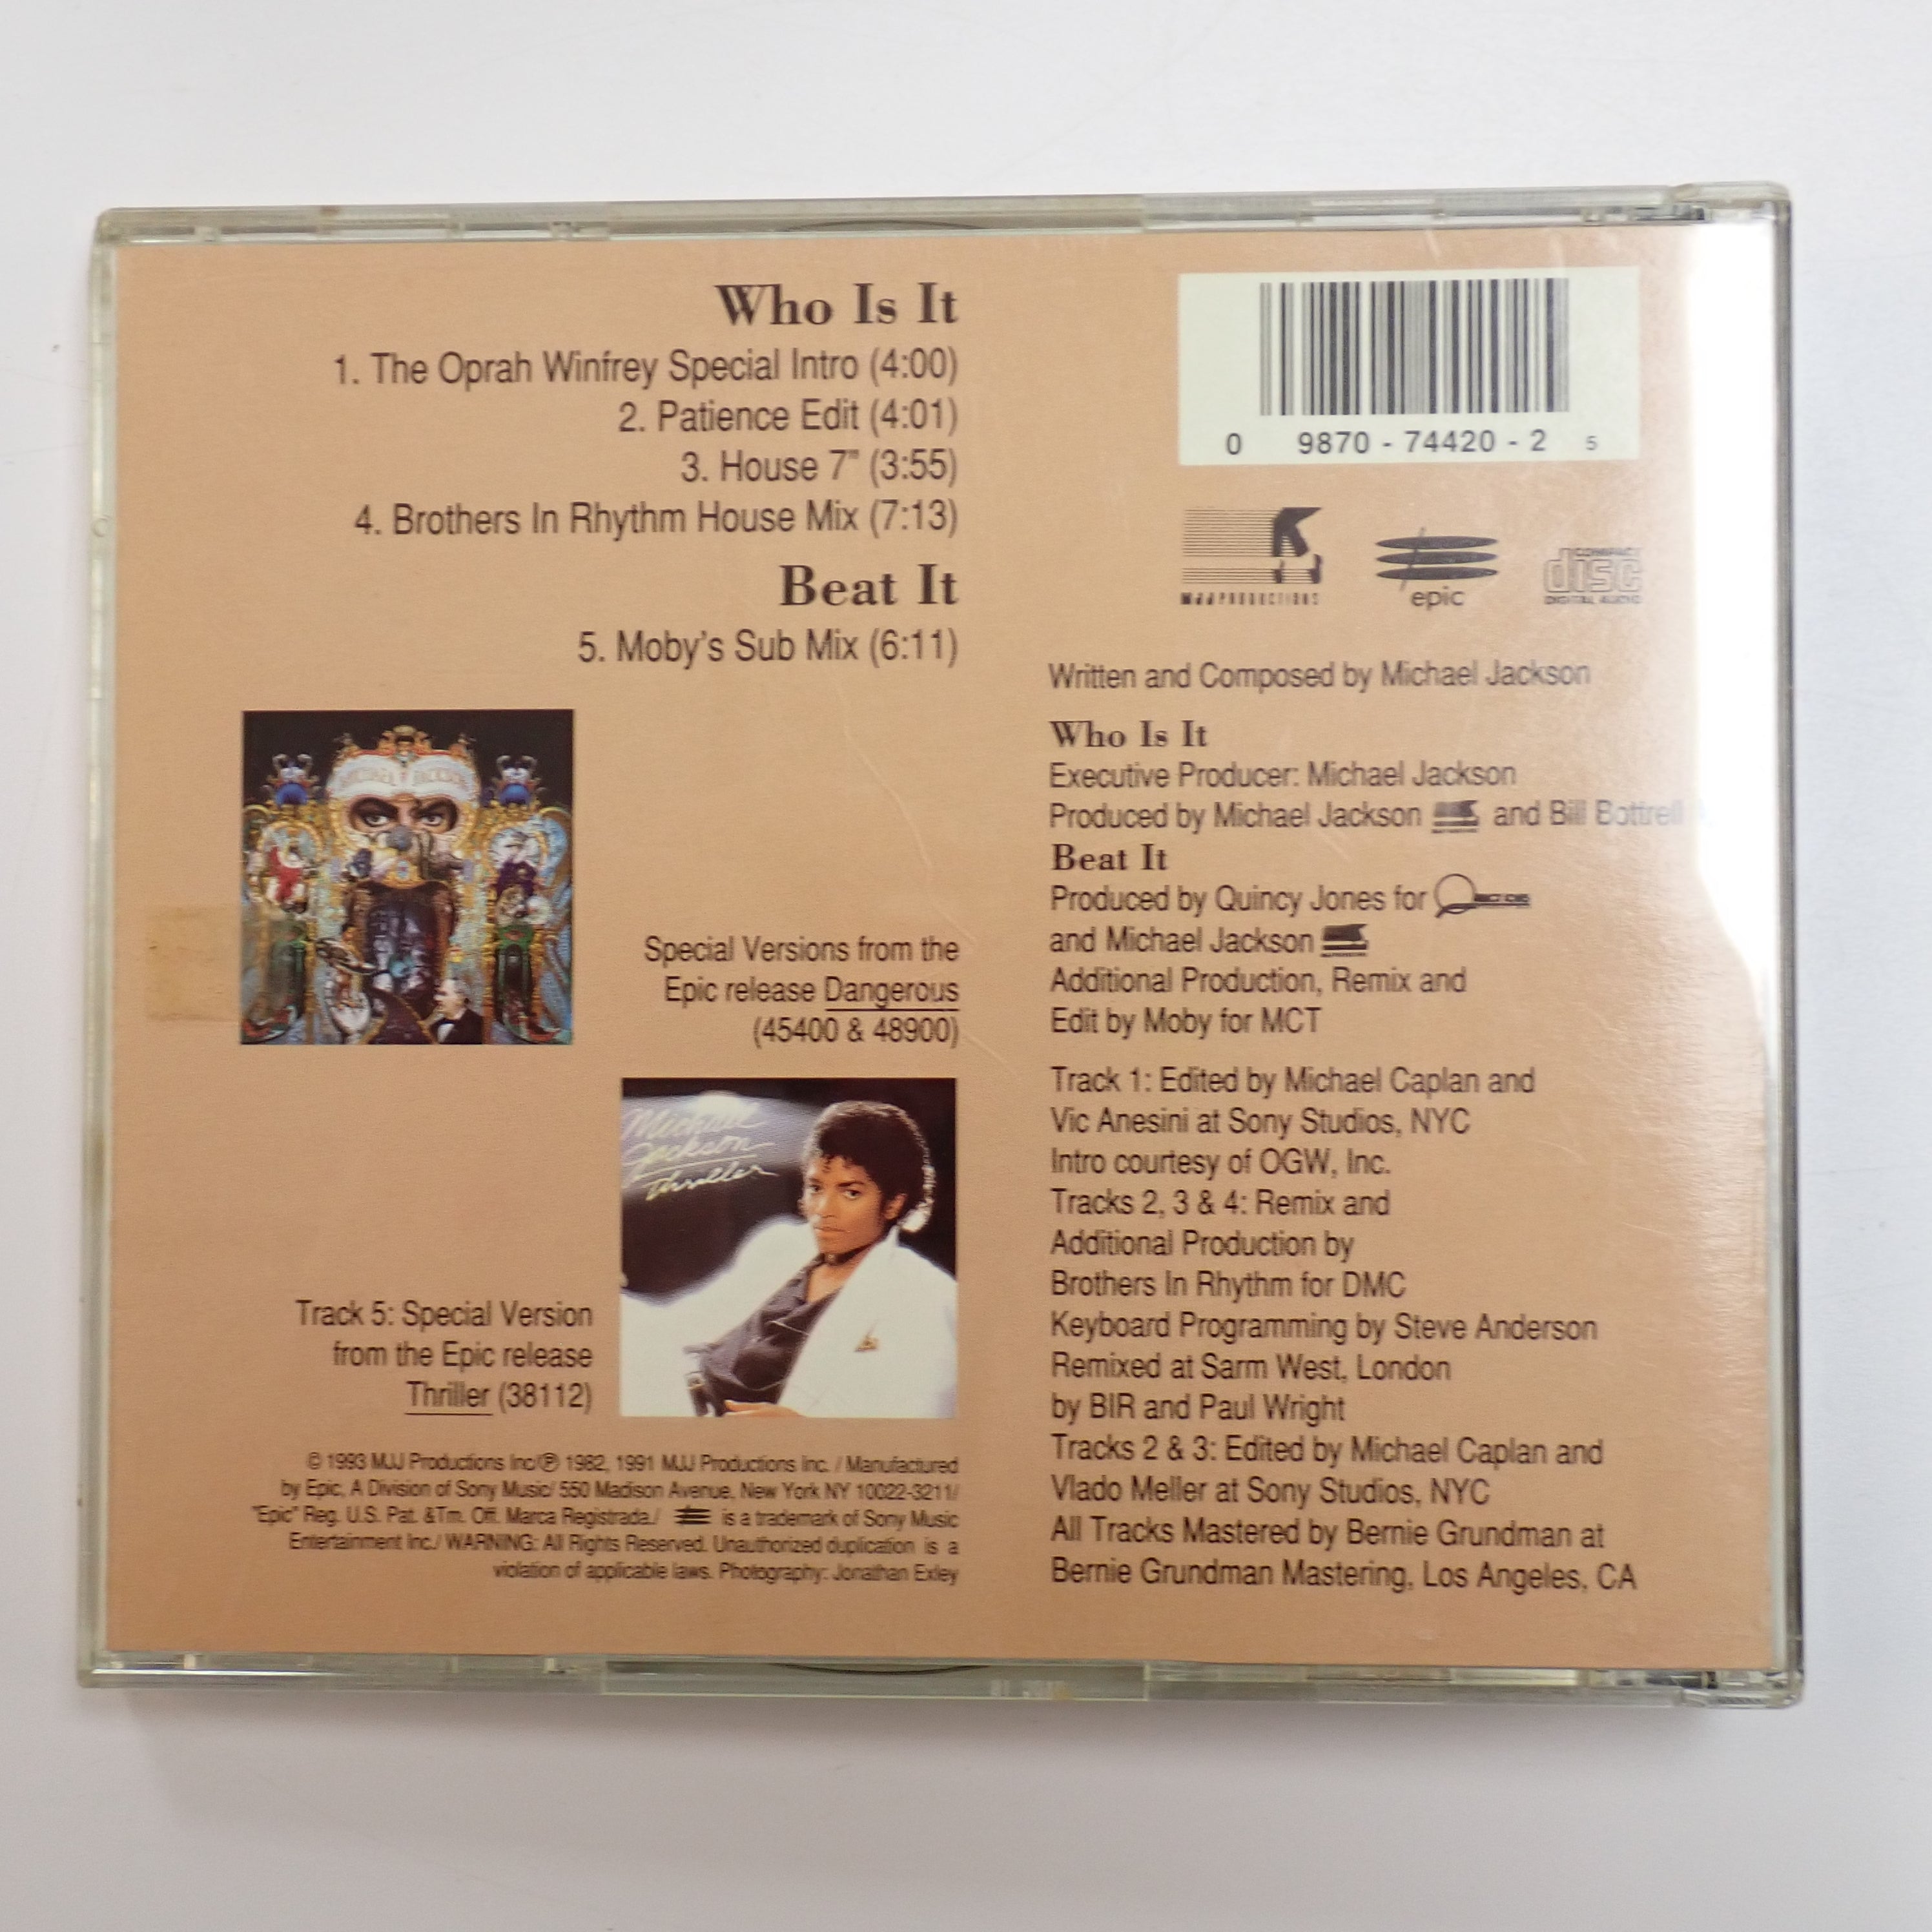 Who Is It
1. The Oprah Winfrey Special Intro (4:00)
2. Patience Edit (4:01)
3. House 7" (3:55)
4. Brothers In Rhythm House Mix (7:13)
Beat It
5. Moby's Sub Mix (6:11)
MICHAEL JACKSON
Special Versions from the
Epic release Dangerous
(45400 & 48900)
Michael
Jackson
Thriller
Track 5: Special Version
from the Epic release
Thriller (38112)
© 1993 MJJ Productions Inc/℗ 1982, 1991 MJJ Productions Inc. / Manufactured
by Epic, A Division of Sony Music/ 550 Madison Avenue, New York NY 10022-3211/
"Epic" Reg. U.S. Pat. &Tm. Off. Marca Registrada./ is a trademark of Sony Music
Entertainment Inc./ WARNING: All Rights Reserved. Unauthorized duplication is a
violation of applicable laws. Photography: Jonathan Exley
0 9870 - 74420 - 2 5
MJJ PRODUCTIONS
epic
COMPACT
disc
DIGITAL AUDIO
Written and Composed by Michael Jackson
Who Is It
Executive Producer: Michael Jackson
Produced by Michael Jackson and Bill Bottrell
Beat It
Produced by Quincy Jones for
and Michael Jackson
Additional Production, Remix and
Edit by Moby for MCT
Track 1: Edited by Michael Caplan and
Vic Anesini at Sony Studios, NYC
Intro courtesy of OGW, Inc.
Tracks 2, 3 & 4: Remix and
Additional Production by
Brothers In Rhythm for DMC
Keyboard Programming by Steve Anderson
Remixed at Sarm West, London
by BIR and Paul Wright
Tracks 2 & 3: Edited by Michael Caplan and
Vlado Meller at Sony Studios, NYC
All Tracks Mastered by Bernie Grundman at
Bernie Grundman Mastering, Los Angeles, CA